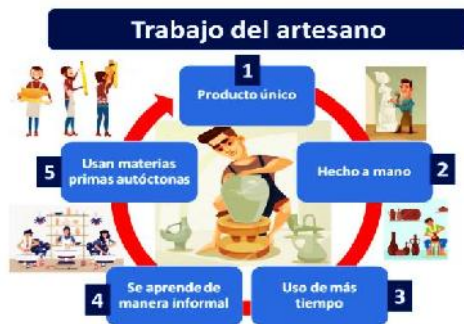 Trabajo del artesano
1
Producto único
5
Usan materias
primas autóctonas
Hecho a mano
2
4
Se aprende de
manera informal
Uso de más
tiempo
3